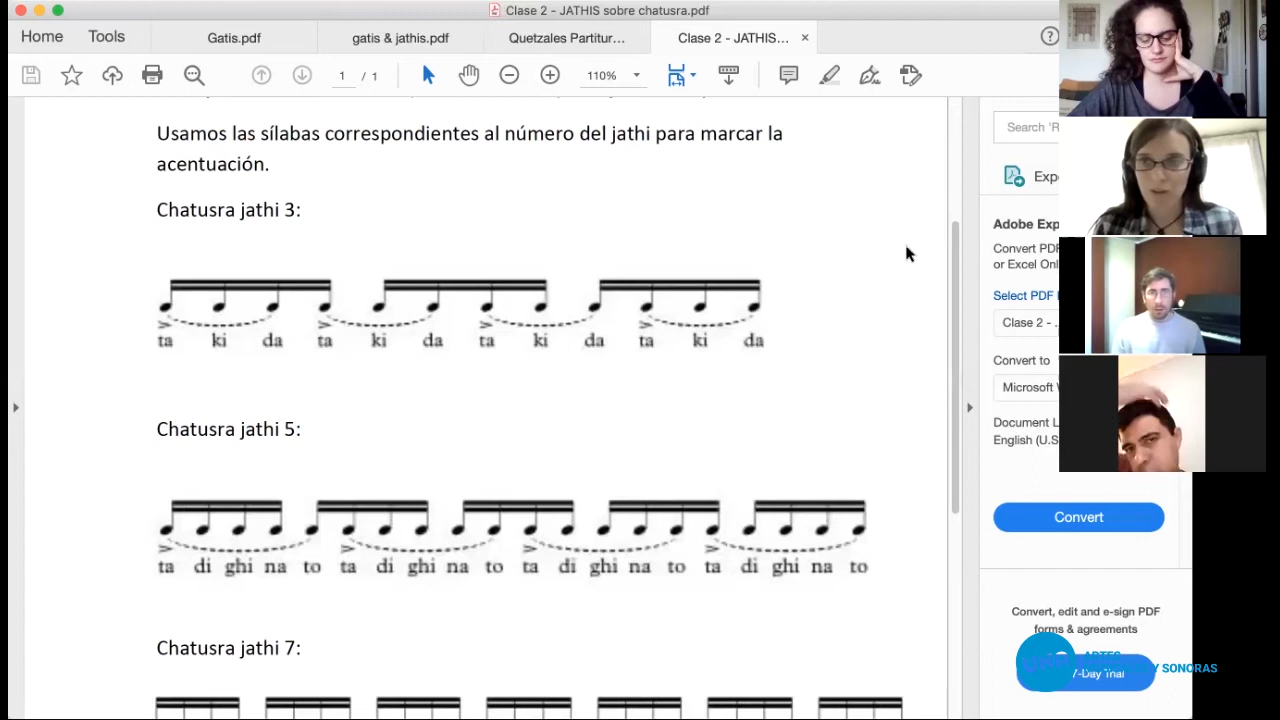 Clase 2 - JATHIS sobre chatusra.pdf
Home
Tools
Gatis.pdf
gatis & jathis.pdf
Quetzales Partitur...
Clase 2 - JATHIS...
×
1 / 1
110%
Usamos las sílabas correspondientes al número del jathi para marcar la
acentuación.
Chatusra jathi 3:
ta ki da ta ki da ta ki da ta ki da
Chatusra jathi 5:
ta di ghi na to ta di ghi na to ta di ghi na to ta di ghi na to
Chatusra jathi 7:
Search 'R
Expo
Adobe Exp
Convert PDF
or Excel Onl
Select PDF F
Clase 2 - ..
Convert to
Microsoft W
Document L
English (U.S
Convert
Convert, edit and e-sign PDF
forms & agreements
7-Day Trial
Y SONORAS